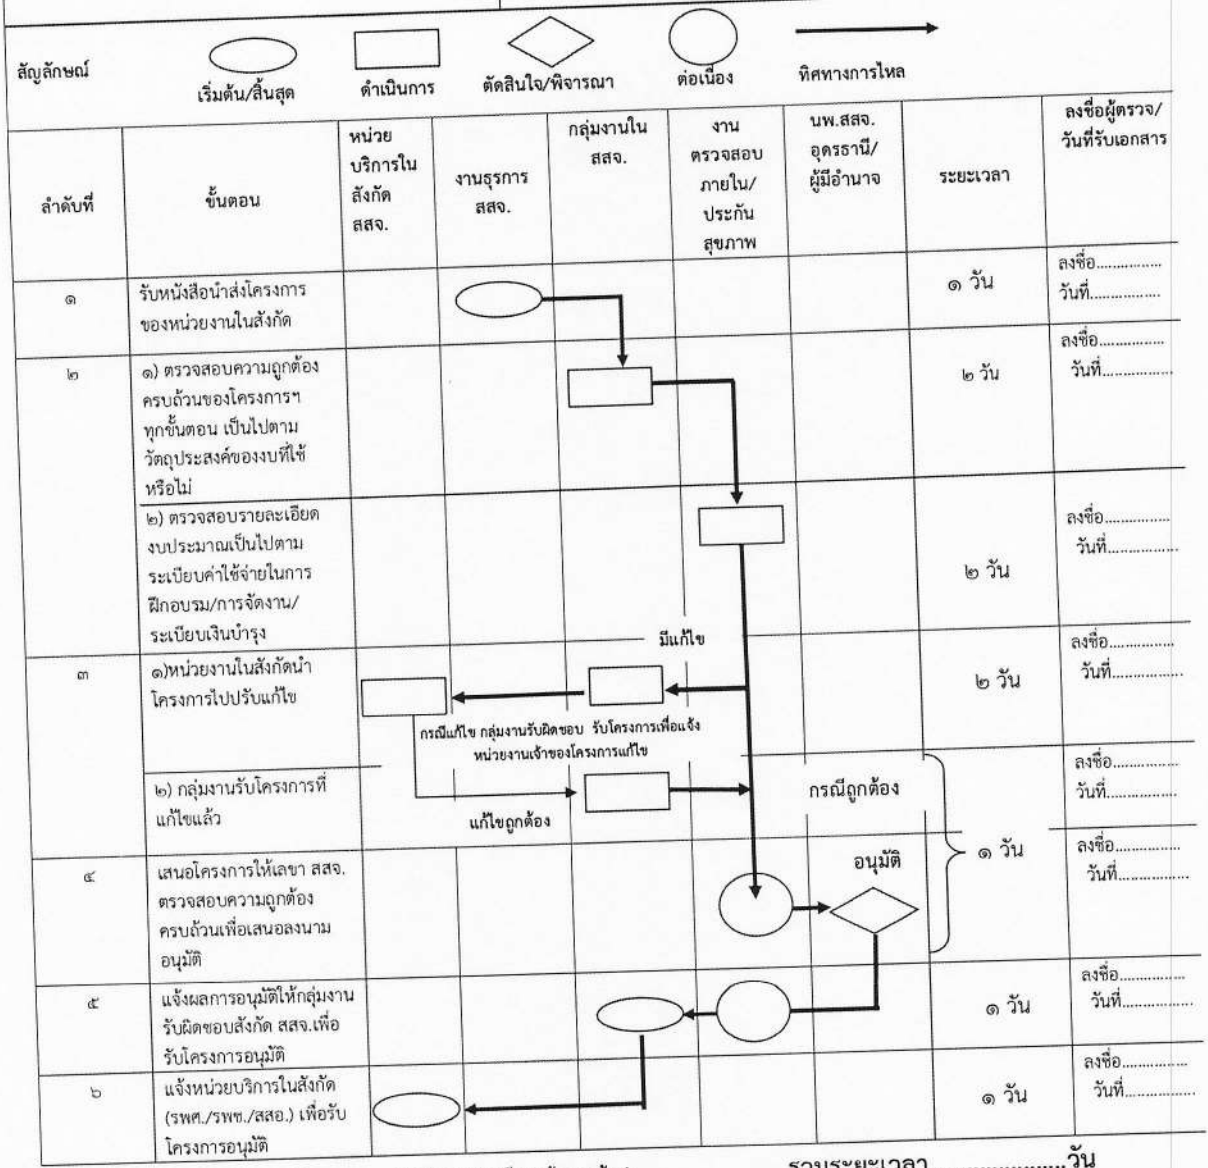 สัญลักษณ์
เริ่มต้น/สิ้นสุด
ดำเนินการ
ตัดสินใจ/พิจารณา
ต่อเนื่อง
ทิศทางการไหล
ลำดับที่
ขั้นตอน
หน่วย
บริการใน
สังกัด
สสจ.
งานธุรการ
สสจ.
กลุ่มงานใน
สสจ.
งาน
ตรวจสอบ
ภายใน/
ประกัน
สุขภาพ
นพ.สสจ.
อุดรธานี/
ผู้มีอำนาจ
ระยะเวลา
ลงชื่อผู้ตรวจ/
วันที่รับเอกสาร
๑
รับหนังสือนำส่งโครงการ
ของหน่วยงานในสังกัด
๑ วัน
ลงชื่อ................
วันที่.................
๒
๑) ตรวจสอบความถูกต้อง
ครบถ้วนของโครงการฯ
ทุกขั้นตอน เป็นไปตาม
วัตถุประสงค์ของงบที่ใช้
หรือไม่
๒ วัน
ลงชื่อ................
วันที่.................
๒) ตรวจสอบรายละเอียด
งบประมาณเป็นไปตาม
ระเบียบค่าใช้จ่ายในการ
ฝึกอบรม/การจัดงาน/
ระเบียบเงินบำรุง
๒ วัน
ลงชื่อ................
วันที่.................
มีแก้ไข
๓
๑)หน่วยงานในสังกัดนำ
โครงการไปปรับแก้ไข
๒ วัน
ลงชื่อ................
วันที่.................
กรณีแก้ไข กลุ่มงานรับผิดชอบ รับโครงการเพื่อแจ้ง
หน่วยงานเจ้าของโครงการแก้ไข
๒) กลุ่มงานรับโครงการที่
แก้ไขแล้ว
แก้ไขถูกต้อง
กรณีถูกต้อง
ลงชื่อ................
วันที่.................
๔
เสนอโครงการให้เลขา สสจ.
ตรวจสอบความถูกต้อง
ครบถ้วนเพื่อเสนอลงนาม
อนุมัติ
อนุมัติ
๑ วัน
ลงชื่อ................
วันที่.................
๕
แจ้งผลการอนุมัติให้กลุ่มงาน
รับผิดชอบสังกัด สสจ.เพื่อ
รับโครงการอนุมัติ
๑ วัน
ลงชื่อ................
วันที่.................
๖
แจ้งหน่วยบริการในสังกัด
(รพศ./รพช./สสอ.) เพื่อรับ
โครงการอนุมัติ
๑ วัน
ลงชื่อ................
วันที่.................
รวมระยะเวลา......................วัน